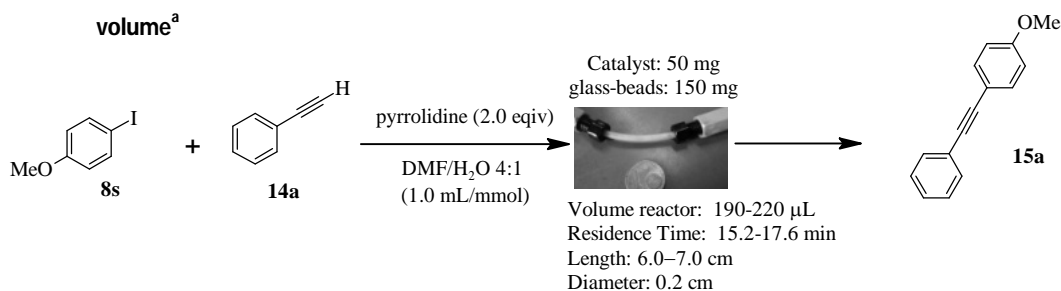 volumeᵃ
I
MeO
8s
+
H
14a
pyrrolidine (2.0 eqiv)
DMF/H₂O 4:1
(1.0 mL/mmol)
Catalyst: 50 mg
glass-beads: 150 mg
Volume reactor: 190-220 μL
Residence Time: 15.2-17.6 min
Length: 6.0–7.0 cm
Diameter: 0.2 cm
OMe
15a